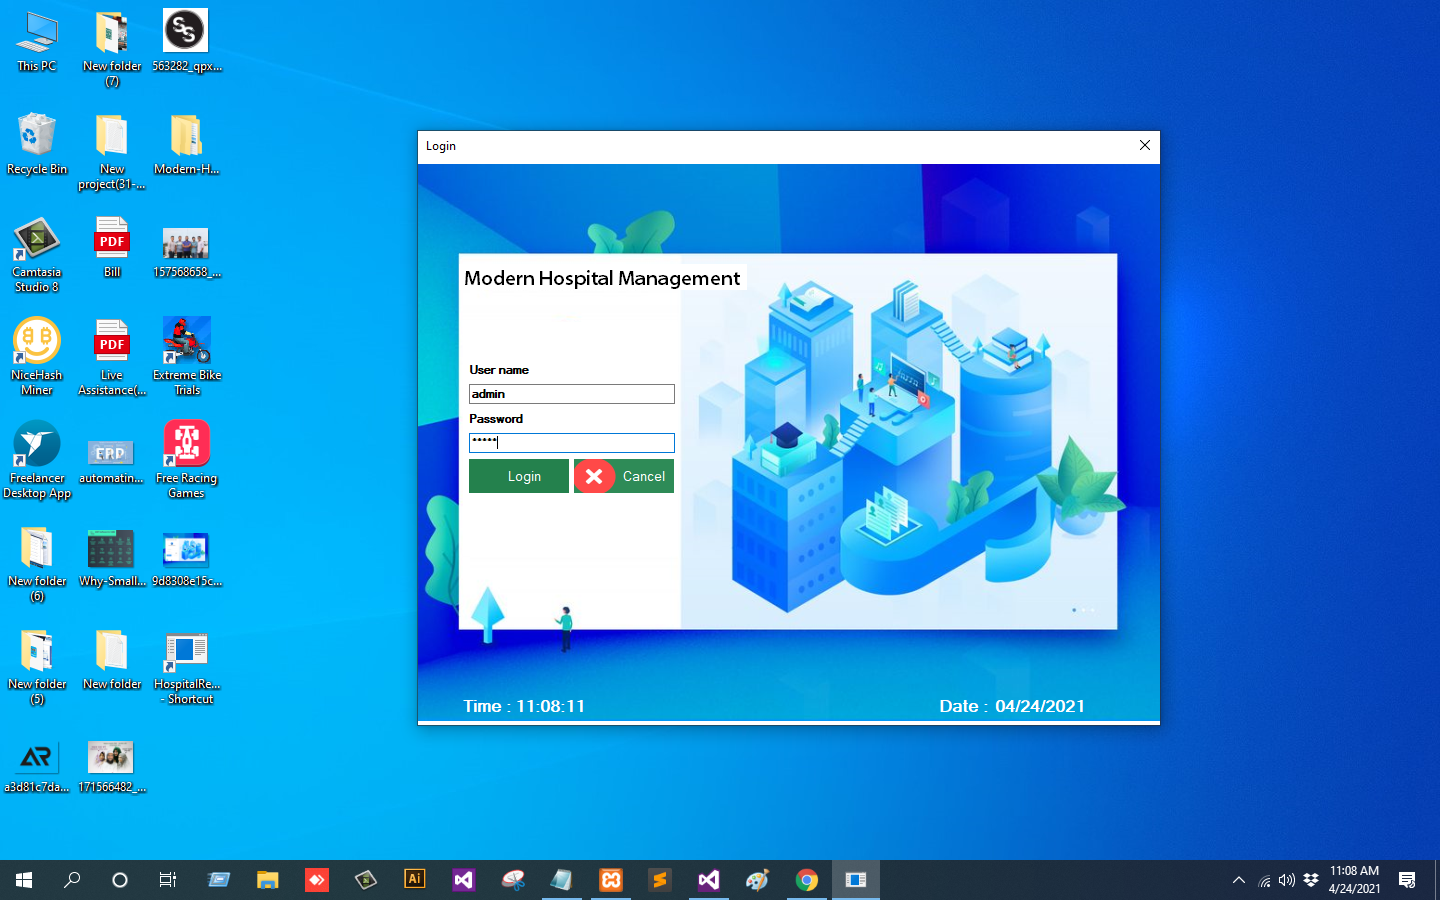 This PC
New folder
(7)
563282_qpx...
Recycle Bin
New
project(31-...
Modern-H...
Camtasia
Studio 8
PDF
Bill
157568658_...
NiceHash
Miner
PDF
Live
Assistance(...
Extreme Bike
Trials
Freelancer
Desktop App
ERP
automatin...
Free Racing
Games
New folder
(6)
Why-Small...
9d8308e15c...
New folder
(5)
New folder
HospitalRe...
- Shortcut
AR
a3d81c7da...
171566482_...
Login
Modern Hospital Management
User name
admin
Password
*****
Login
Cancel
Time : 11:08:11
Date : 04/24/2021
Ai
11:08 AM
4/24/2021